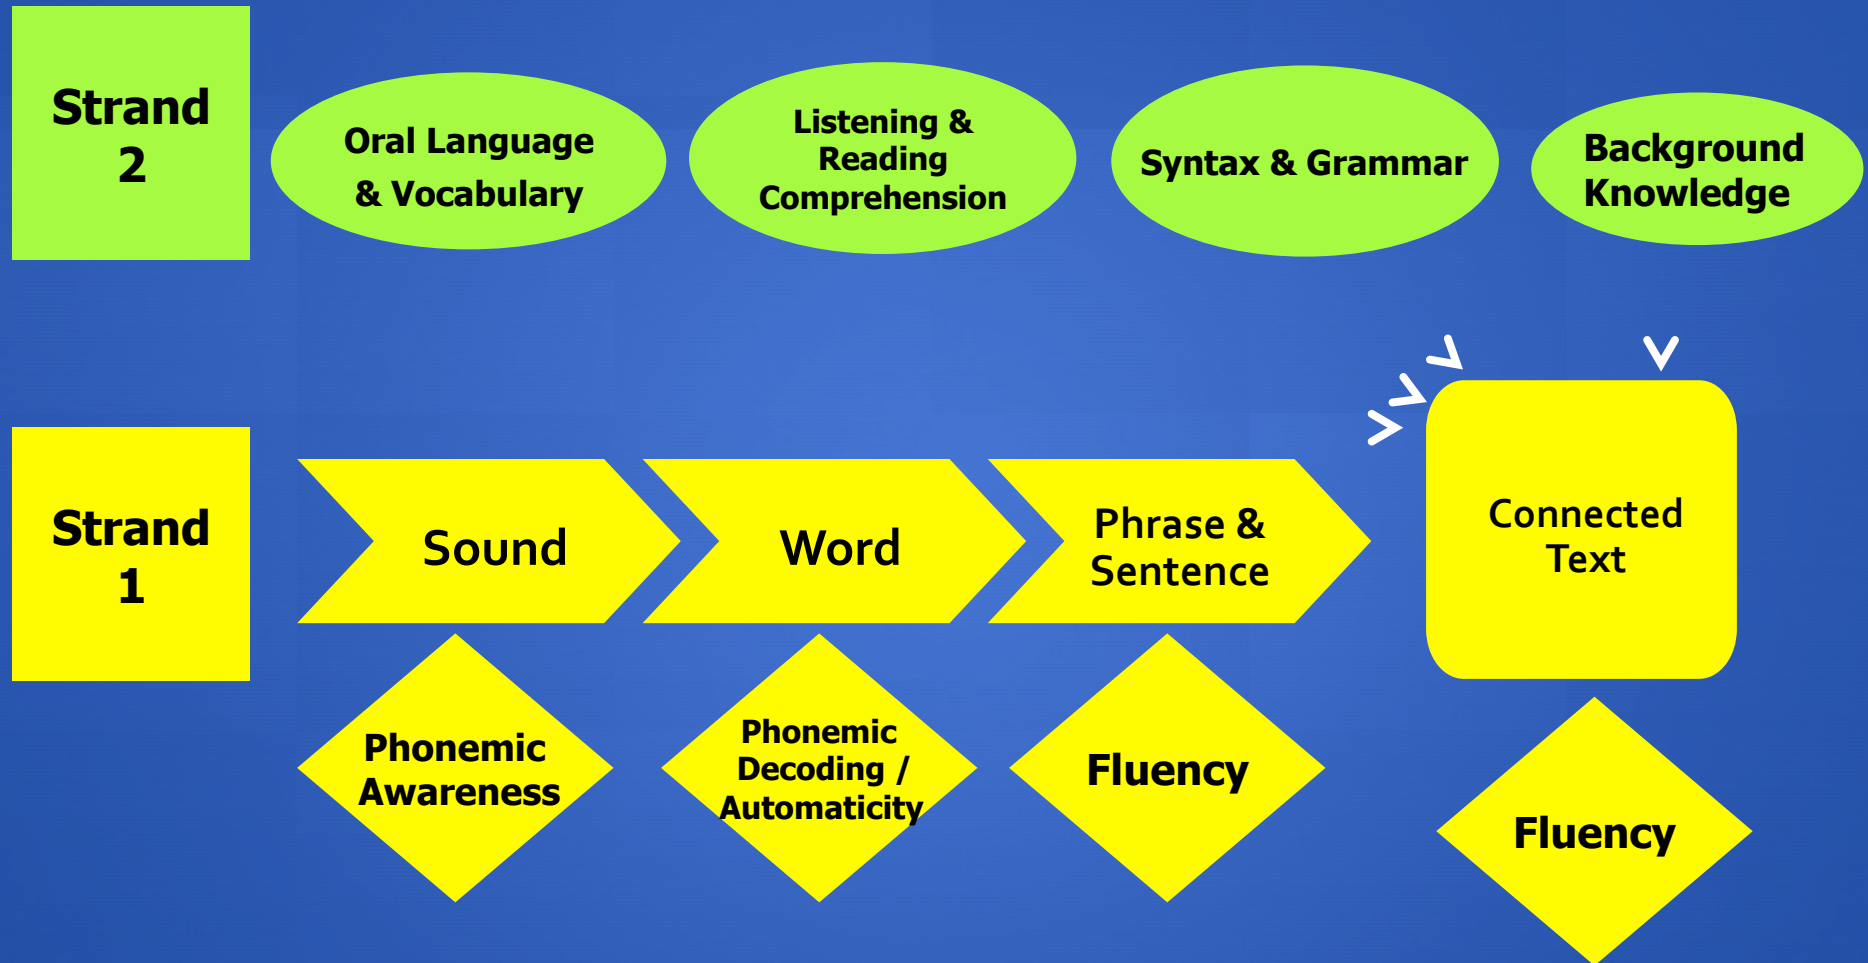 Strand
2
Oral Language
& Vocabulary
Listening &
Reading
Comprehension
Syntax & Grammar
Background
Knowledge
Strand
1
Sound
Word
Phrase &
Sentence
Connected
Text
Phonemic
Awareness
Phonemic
Decoding /
Automaticity
Fluency
Fluency